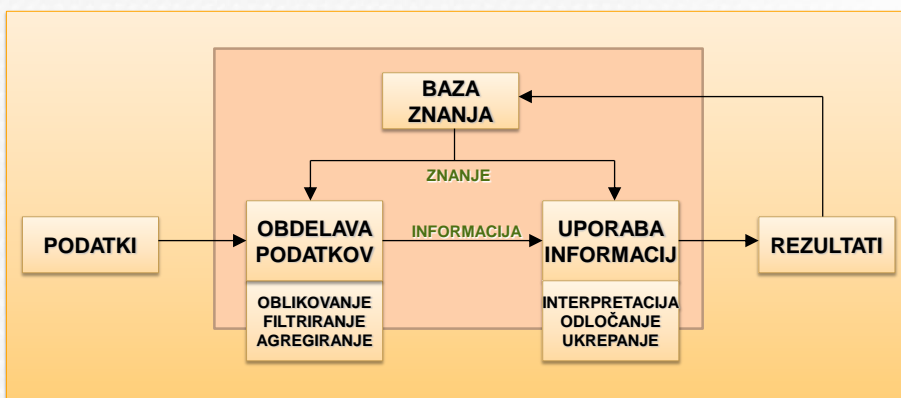 BAZA
ZNANJA
ZNANJE
PODATKI
OBDELAVA
PODATKOV
INFORMACIJA
UPORABA
INFORMACIJ
REZULTATI
OBLIKOVANJE
FILTRIRANJE
AGREGIRANJE
INTERPRETACIJA
ODLOČANJE
UKREPANJE